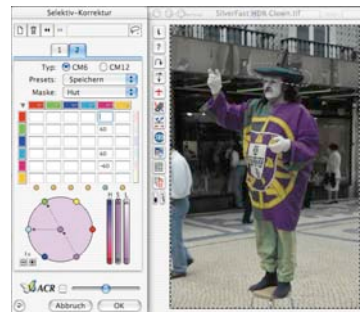 Selektiv-Korrektur
1 2
Typ: CM6 CM12
Presets: Speichern
Maske: Hut
60
60
-60
H S L
1x
ACR
Abbruch OK
SilverFast HDR Clown.tif